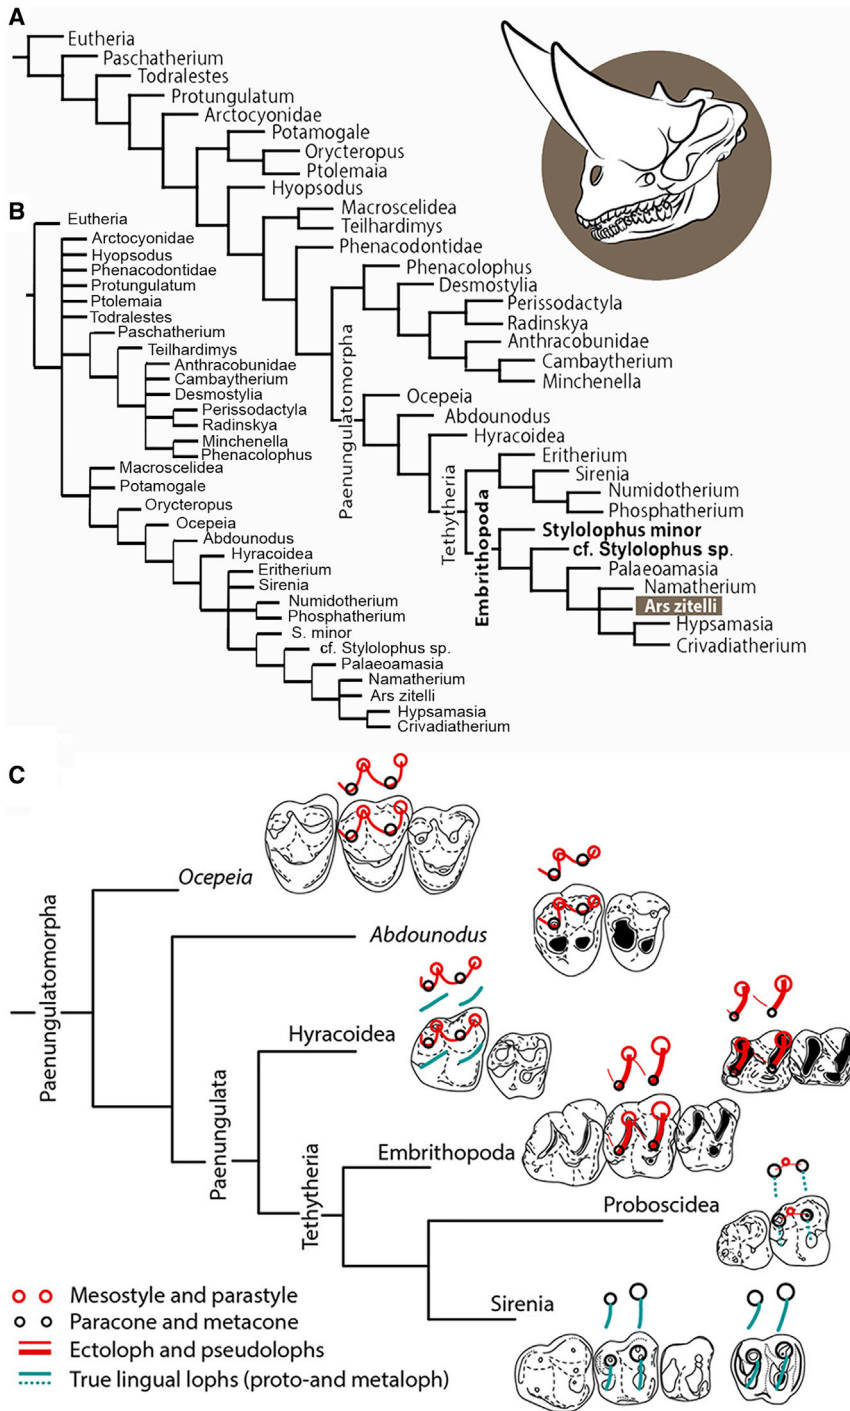 A
Eutheria
Paschatherium
Todralestes
Protungulatum
Arctocyonidae
Potamogale
Orycteropus
Ptolemaia
Hyopsodus
Macroscelidea
Teilhardimys
Phenacodontidae
Phenacolophus
Desmostylia
Perissodactyla
Radinskya
Anthracobunidae
Cambaytherium
Minchenella
Paenungulatomorpha
Ocepeia
Abdounodus
Hyracoidea
Tethytheria
Eritherium
Sirenia
Numidotherium
Phosphatherium
Embrithopoda
Stylolophus minor
cf. Stylolophus sp.
Palaeoamasia
Namatherium
Ars zitelli
Hypsamasia
Crivadiatherium
B
Eutheria
Arctocyonidae
Hyopsodus
Phenacodontidae
Protungulatum
Ptolemaia
Todralestes
Paschatherium
Teilhardimys
Anthracobunidae
Cambaytherium
Desmostylia
Perissodactyla
Radinskya
Minchenella
Phenacolophus
Macroscelidea
Potamogale
Orycteropus
Ocepeia
Abdounodus
Hyracoidea
Eritherium
Sirenia
Numidotherium
Phosphatherium
S. minor
cf. Stylolophus sp.
Palaeoamasia
Namatherium
Ars zitelli
Hypsamasia
Crivadiatherium
C
Paenungulatomorpha
Ocepeia
Abdounodus
Paenungulata
Hyracoidea
Tethytheria
Embrithopoda
Proboscidea
Sirenia
Mesostyle and parastyle
Paracone and metacone
Ectoloph and pseudolophs
True lingual lophs (proto-and metaloph)